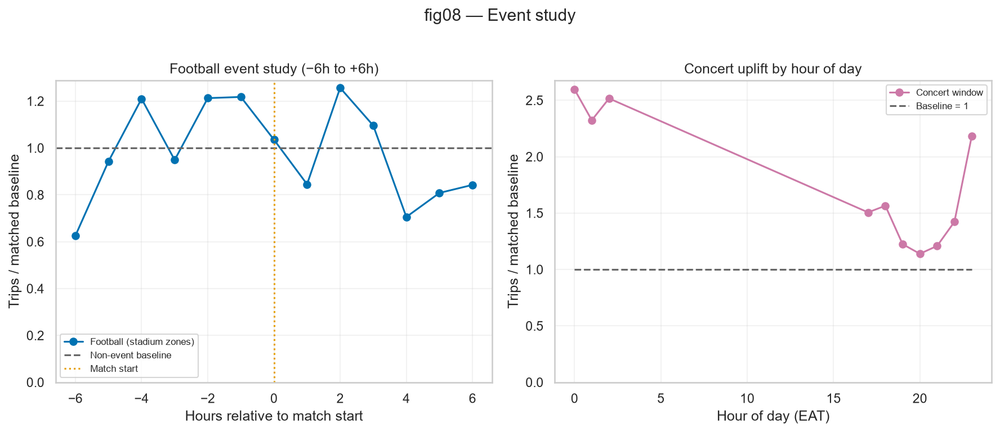 fig08 — Event study
Football event study (−6h to +6h)
Trips / matched baseline
1.2
1.0
0.8
0.6
0.4
0.2
0.0
Football (stadium zones)
Non-event baseline
Match start
−6
−4
−2
0
2
4
6
Hours relative to match start
Concert uplift by hour of day
Trips / matched baseline
2.5
2.0
1.5
1.0
0.5
0.0
Concert window
Baseline = 1
0
5
10
15
20
Hour of day (EAT)